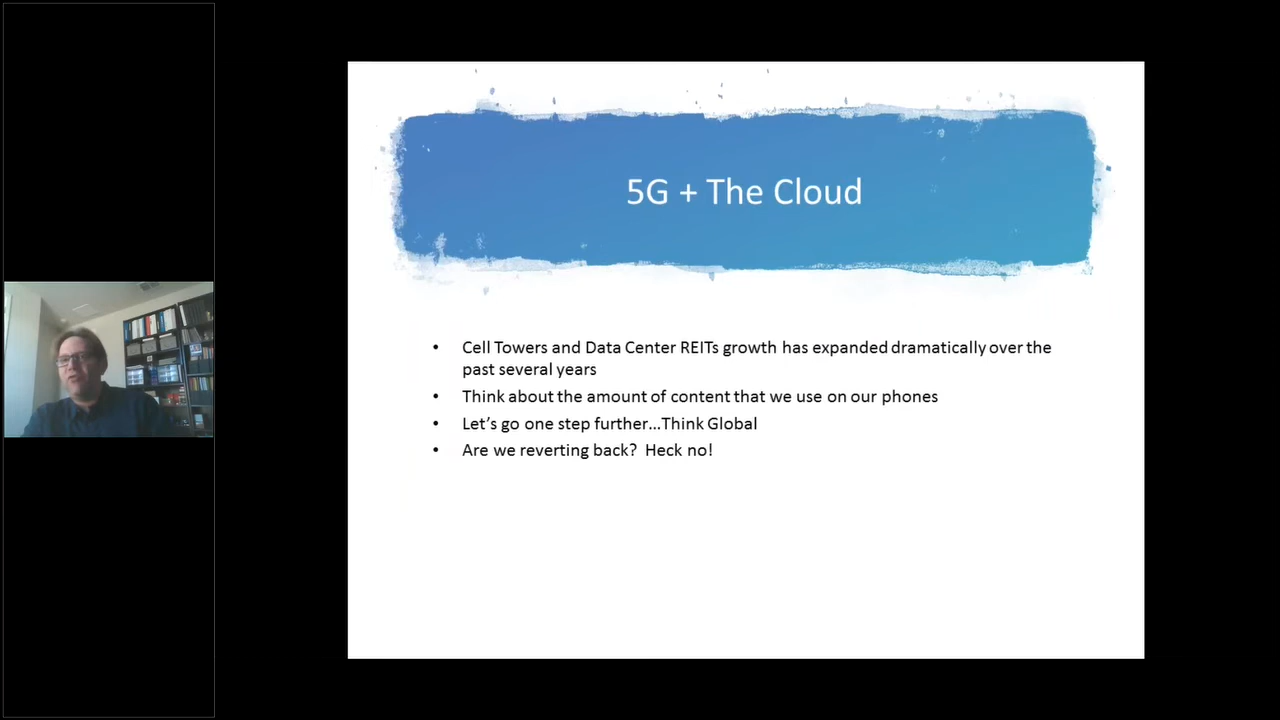 5G + The Cloud
• Cell Towers and Data Center REITs growth has expanded dramatically over the
past several years
• Think about the amount of content that we use on our phones
• Let’s go one step further...Think Global
• Are we reverting back?  Heck no!